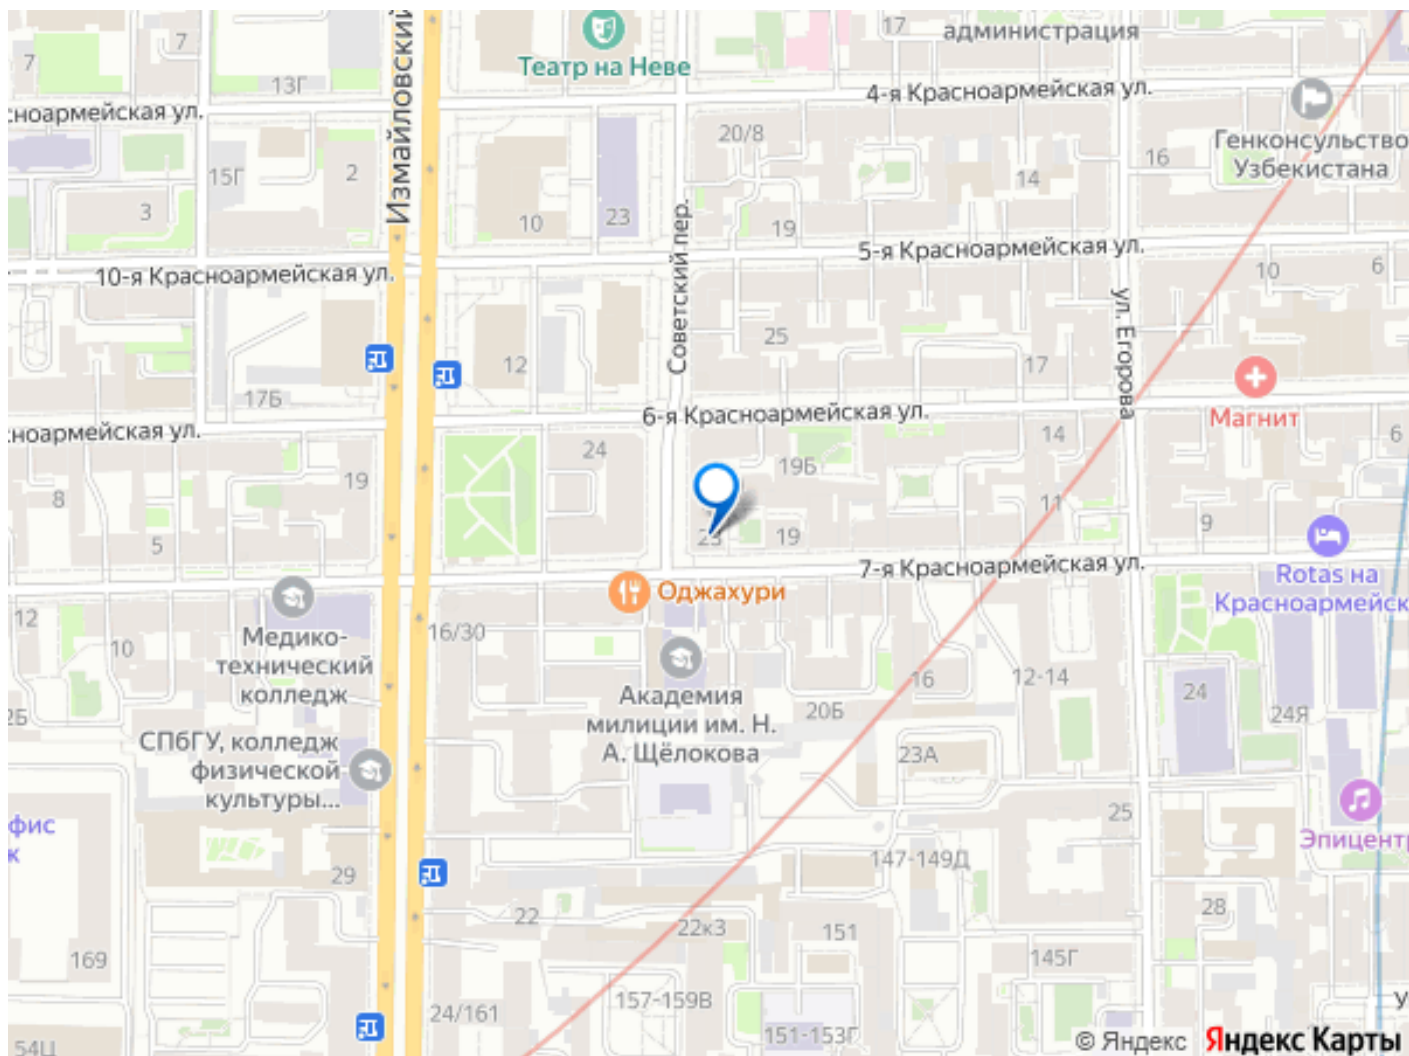 17
администрация
7
7
Театр на Неве
13Г
4-я Красноармейская ул.
сноармейская ул.
Измайловский
20/8
Генконсульство
Узбекистана
16
15Г
2
14
3
10
23
19
Советский пер.
5-я Красноармейская ул.
10-я Красноармейская ул.
10
6
ул. Егорова
25
12
17
17Б
Магнит
6-я Красноармейская ул.
сноармейская ул.
14
6
24
19Б
19
8
11
9
5
23
19
7-я Красноармейская ул.
Rotas на
Красноармейск
Оджахури
12
Медико-
технический
колледж
16/30
10
Академия
милиции им. Н.
А. Щёлокова
16
12-14
24
24Я
25Б
20Б
СПбГУ, колледж
физической
культуры...
23А
25
Эпицентр
фис
к
147-149Д
29
22
22к3
151
28
145Г
169
157-159В
24/161
151-153Г
54Ц
У
© Яндекс Яндекс Карты